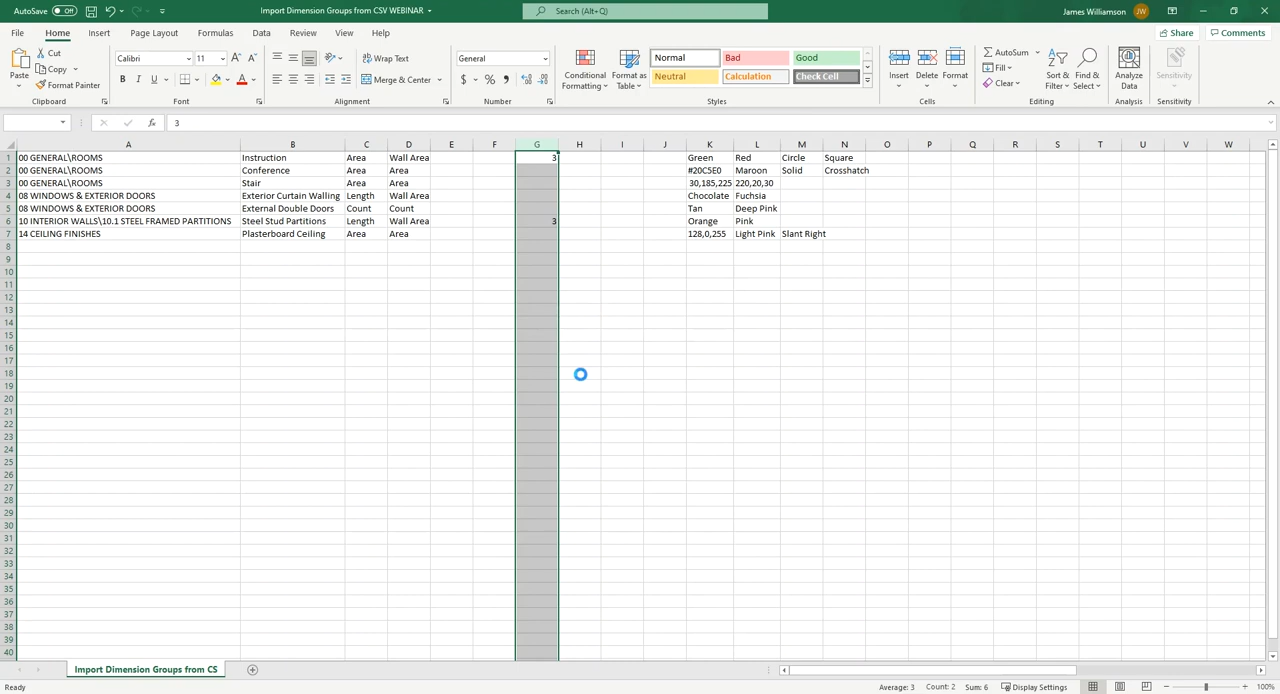 AutoSave Off Import Dimension Groups from CSV WEBINAR Search (Alt+Q) James Williamson JW
File Home Insert Page Layout Formulas Data Review View Help Share Comments
Paste Cut Copy Format Painter Calibri 11 A A Wrap Text General Conditional Formatting Format as Table Normal Bad Good Insert Delete Format AutoSum Fill Clear Sort & Filter Find & Select Analyze Data Sensitivity
B I U A Merge & Center $ % , Neutral Calculation Check Cell
Clipboard Font Alignment Number Styles Cells Editing Analysis Sensitivity
fx 3
A B C D E F G H I J K L M N O P Q R S T U V W
1 00 GENERAL\ROOMS Instruction Area Wall Area 3 Green Red Circle Square
2 00 GENERAL\ROOMS Conference Area Area #20C5E0 Maroon Solid Crosshatch
3 00 GENERAL\ROOMS Stair Area Area 30,185,225 220,20,30
4 08 WINDOWS & EXTERIOR DOORS Exterior Curtain Walling Length Wall Area Chocolate Fuchsia
5 08 WINDOWS & EXTERIOR DOORS External Double Doors Count Count Tan Deep Pink
6 10 INTERIOR WALLS\10.1 STEEL FRAMED PARTITIONS Steel Stud Partitions Length Wall Area 3 Orange Pink
7 14 CEILING FINISHES Plasterboard Ceiling Area Area 128,0,255 Light Pink Slant Right
8
9
10
11
12
13
14
15
16
17
18
19
20
21
22
23
24
25
26
27
28
29
30
31
32
33
34
35
36
37
38
39
40
Import Dimension Groups from CS
Ready Average: 3 Count: 2 Sum: 6 Display Settings 100%